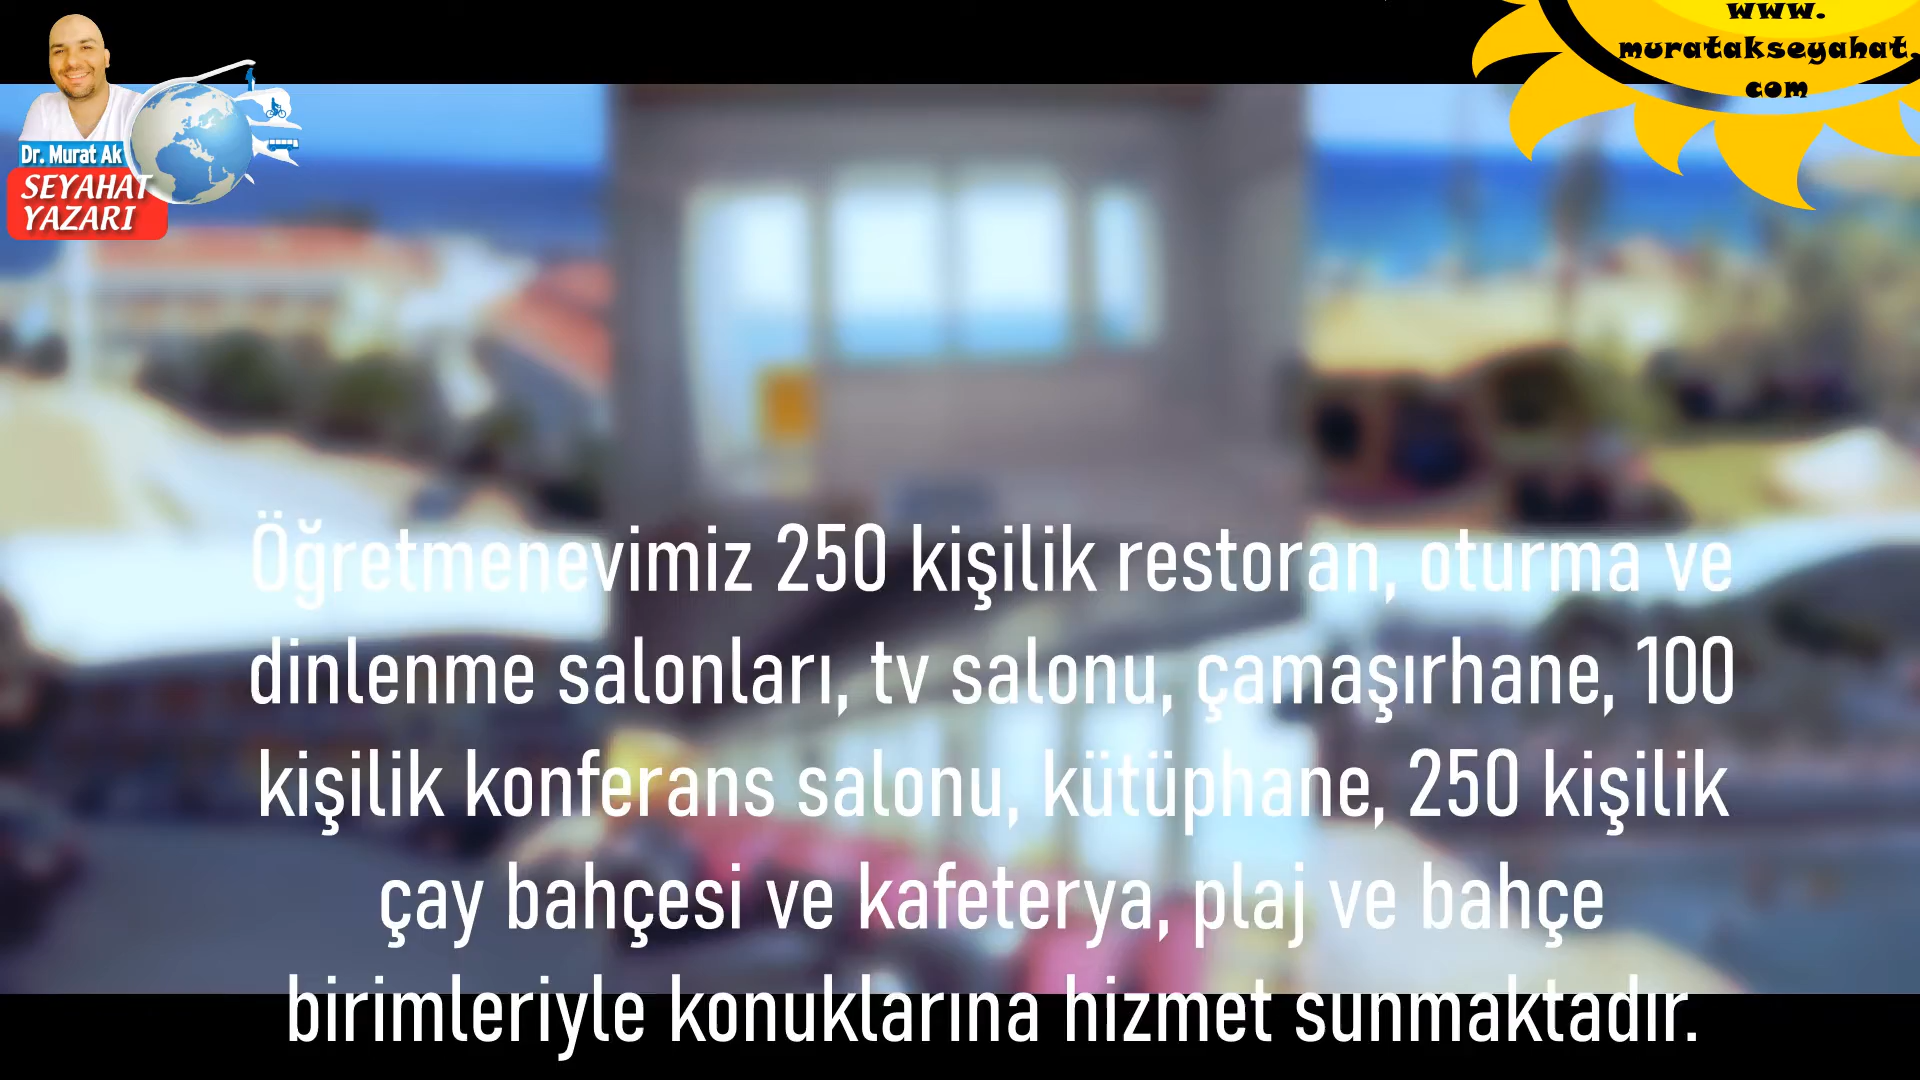 www.
muratakseyahat.
com
Dr. Murat Ak
SEYAHAT
YAZARI
Öğretmenevimiz 250 kişilik restoran, oturma ve
dinlenme salonları, tv salonu, çamaşırhane, 100
kişilik konferans salonu, kütüphane, 250 kişilik
çay bahçesi ve kafeterya, plaj ve bahçe
birimleriyle konuklarına hizmet sunmaktadır.